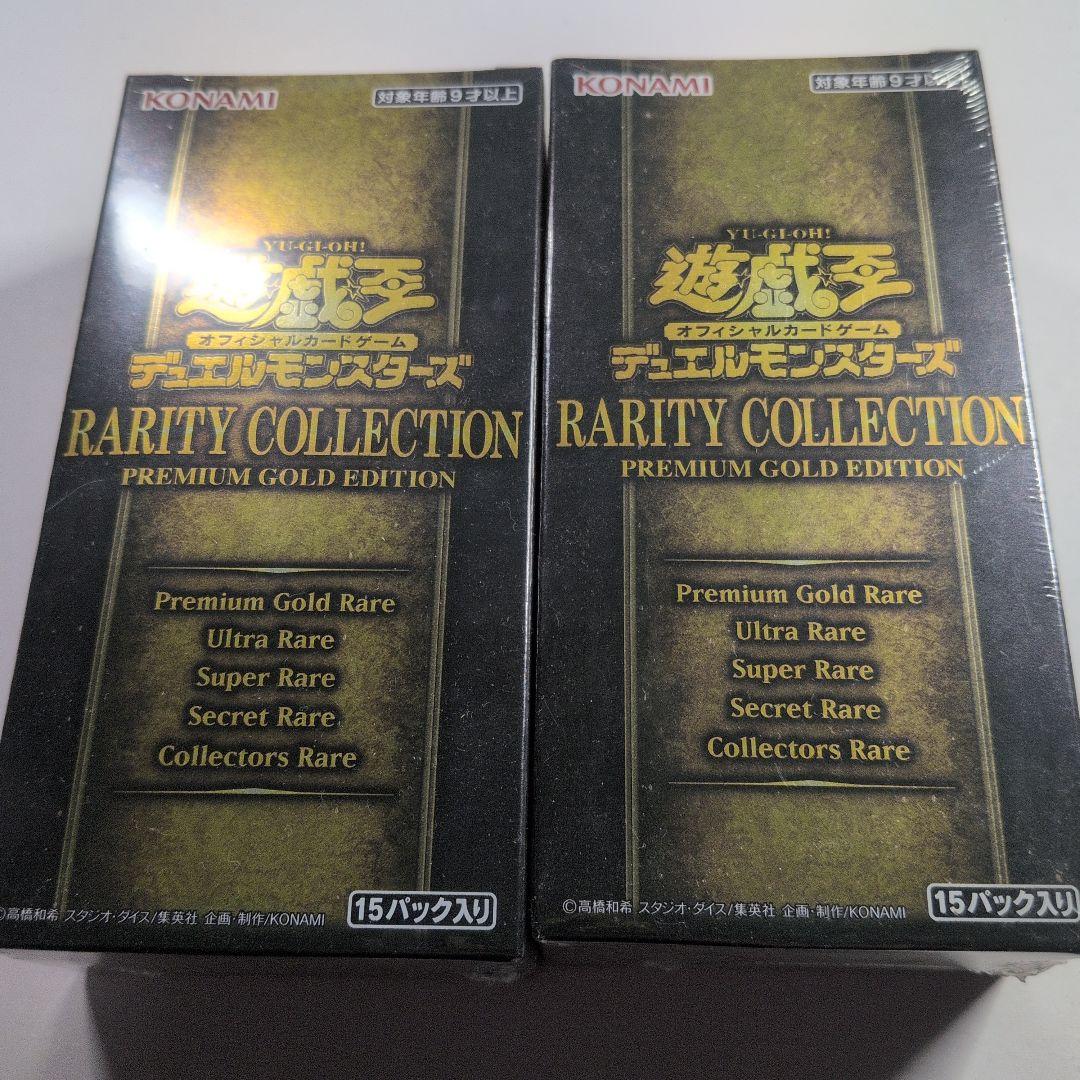 KONAMI
対象年齢9才以上
YU-GI-OH!
遊戯王
オフィシャルカードゲーム
デュエルモンスターズ
RARITY COLLECTION
PREMIUM GOLD EDITION
Premium Gold Rare
Ultra Rare
Super Rare
Secret Rare
Collectors Rare
©高橋和希 スタジオ・ダイス/集英社 企画・制作/KONAMI
15パック入り
KONAMI
対象年齢9才以
YU-GI-OH!
遊戯王
オフィシャルカードゲーム
デュエルモンスターズ
RARITY COLLECTION
PREMIUM GOLD EDITION
Premium Gold Rare
Ultra Rare
Super Rare
Secret Rare
Collectors Rare
©高橋和希 スタジオ・ダイス/集英社 企画・制作/KONAMI
15パック入り